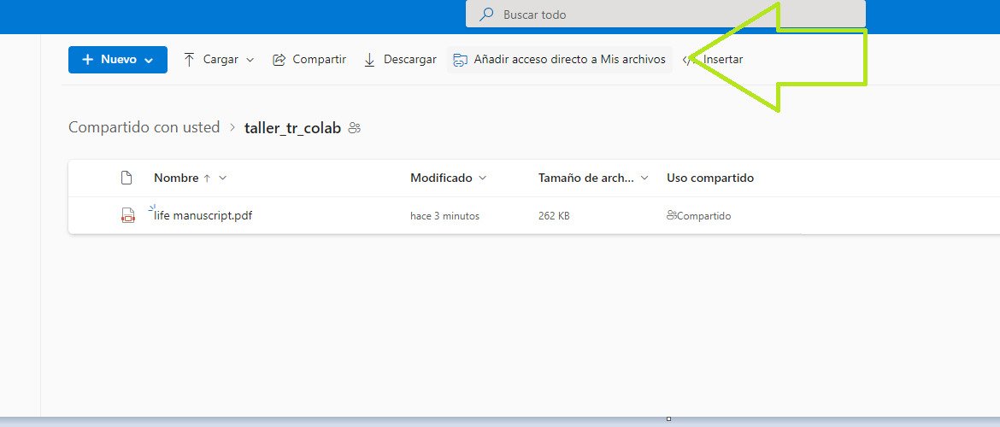 Buscar todo
Nuevo Cargar Compartir Descargar Añadir acceso directo a Mis archivos Insertar
Compartido con usted > taller_tr_colab
Nombre Modificado Tamaño de arch... Uso compartido
life manuscript.pdf hace 3 minutos 262 KB Compartido